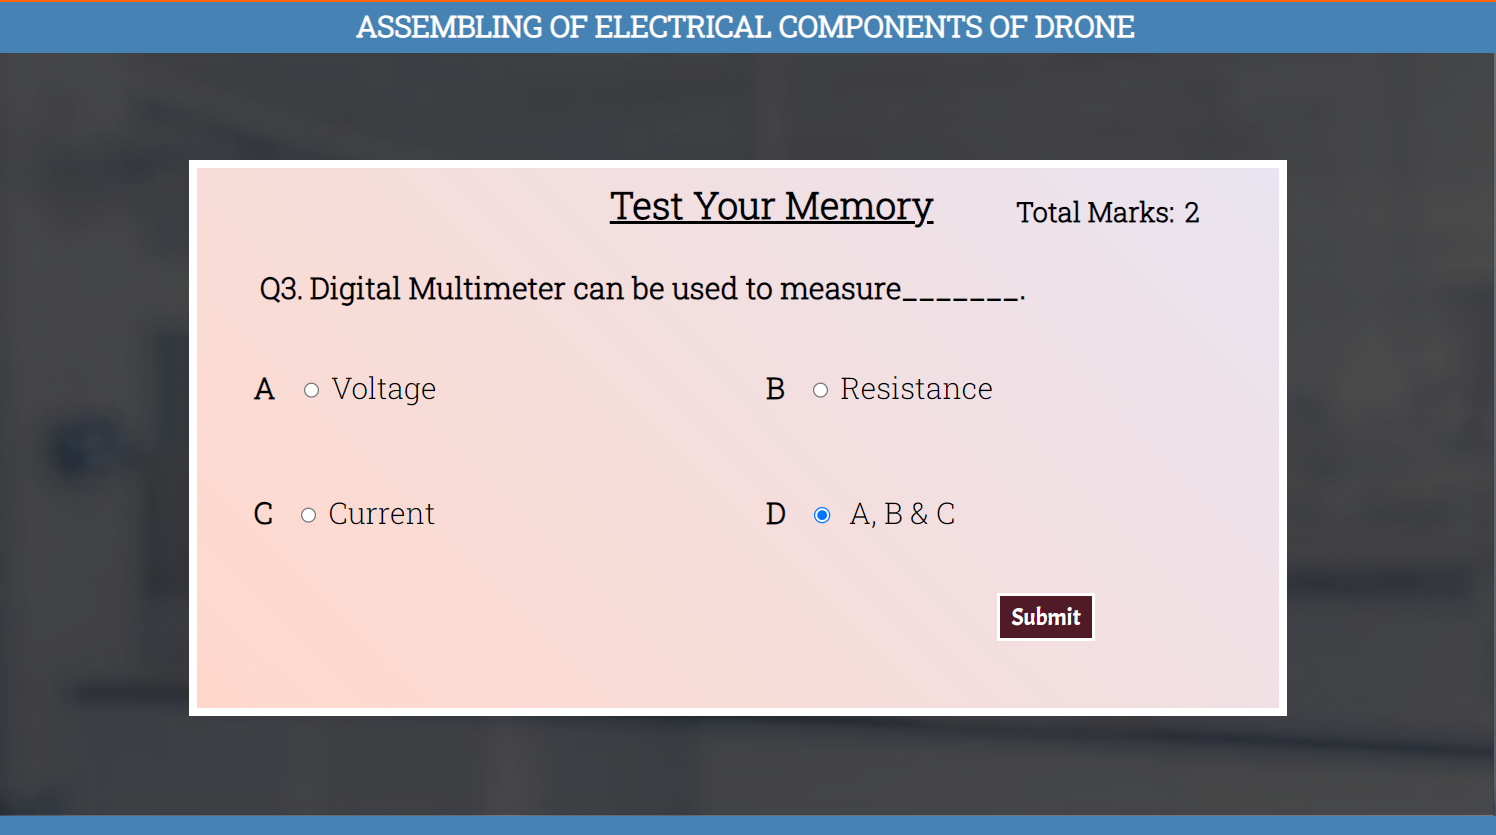 ASSEMBLING OF ELECTRICAL COMPONENTS OF DRONE
Test Your Memory
Total Marks: 2
Q3. Digital Multimeter can be used to measure_______.
A Voltage
B Resistance
C Current
D A, B & C
Submit